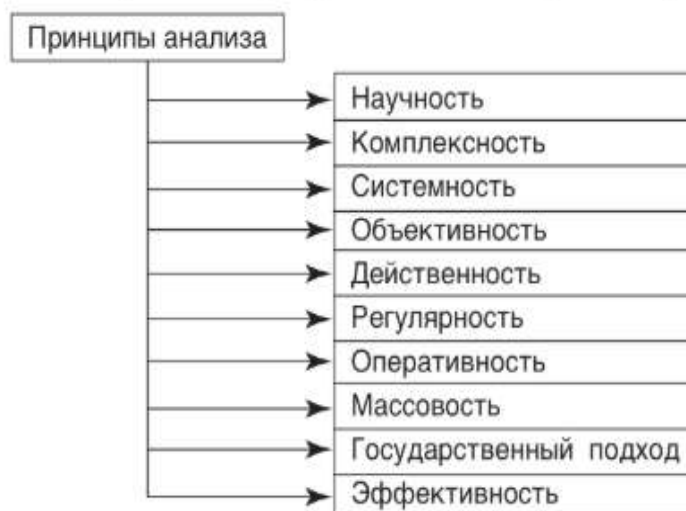 Принципы анализа
Научность
Комплексность
Системность
Объективность
Действенность
Регулярность
Оперативность
Массовость
Государственный подход
Эффективность